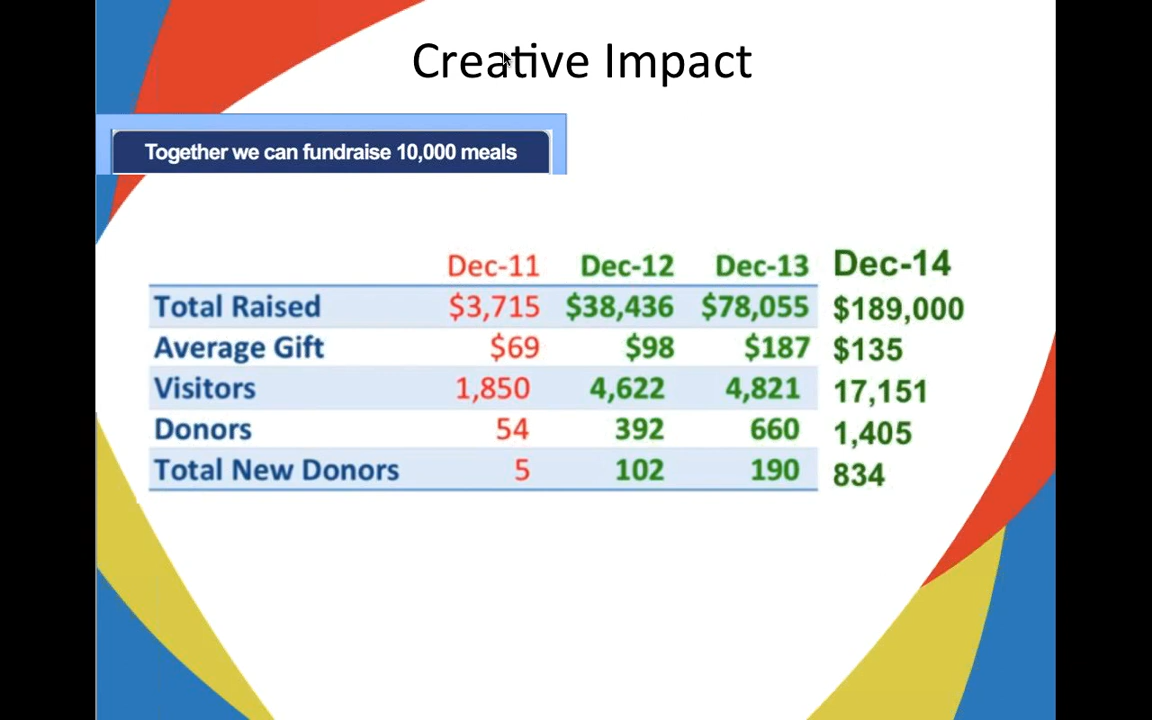 Creative Impact
Together we can fundraise 10,000 meals
Dec-11 Dec-12 Dec-13 Dec-14
Total Raised $3,715 $38,436 $78,055 $189,000
Average Gift $69 $98 $187 $135
Visitors 1,850 4,622 4,821 17,151
Donors 54 392 660 1,405
Total New Donors 5 102 190 834